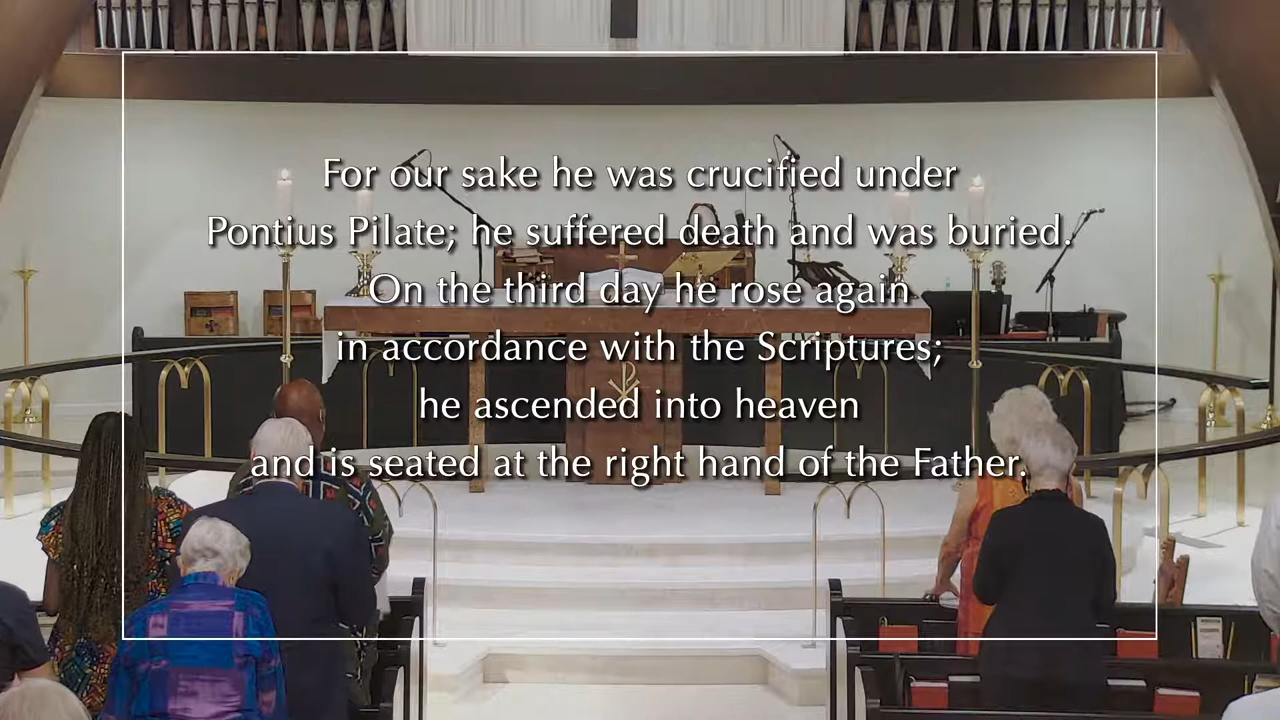 For our sake he was crucified under
Pontius Pilate; he suffered death and was buried.
On the third day he rose again
in accordance with the Scriptures;
he ascended into heaven
and is seated at the right hand of the Father.